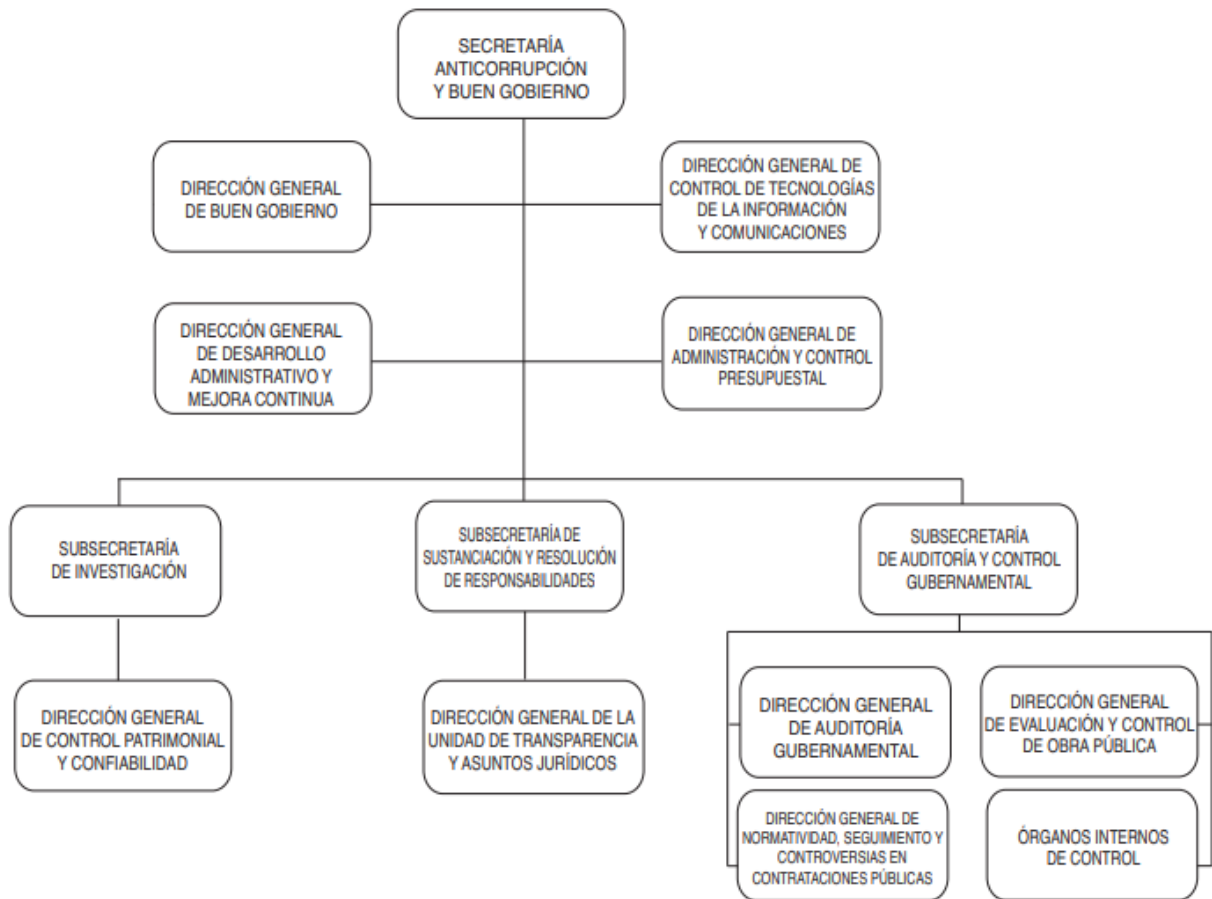 SECRETARÍA
ANTICORRUPCIÓN
Y BUEN GOBIERNO
DIRECCIÓN GENERAL
DE BUEN GOBIERNO
DIRECCIÓN GENERAL DE
CONTROL DE TECNOLOGÍAS
DE LA INFORMACIÓN
Y COMUNICACIONES
DIRECCIÓN GENERAL
DE DESARROLLO
ADMINISTRATIVO Y
MEJORA CONTINUA
DIRECCIÓN GENERAL DE
ADMINISTRACIÓN Y CONTROL
PRESUPUESTAL
SUBSECRETARÍA
DE INVESTIGACIÓN
SUBSECRETARÍA DE
SUSTANCIACIÓN Y RESOLUCIÓN
DE RESPONSABILIDADES
SUBSECRETARÍA
DE AUDITORÍA Y CONTROL
GUBERNAMENTAL
DIRECCIÓN GENERAL
DE CONTROL PATRIMONIAL
Y CONFIABILIDAD
DIRECCIÓN GENERAL DE LA
UNIDAD DE TRANSPARENCIA
Y ASUNTOS JURÍDICOS
DIRECCIÓN GENERAL
DE AUDITORÍA
GUBERNAMENTAL
DIRECCIÓN GENERAL
DE EVALUACIÓN Y CONTROL
DE OBRA PÚBLICA
DIRECCIÓN GENERAL DE
NORMATIVIDAD, SEGUIMIENTO Y
CONTROVERSIAS EN
CONTRATACIONES PÚBLICAS
ÓRGANOS INTERNOS
DE CONTROL